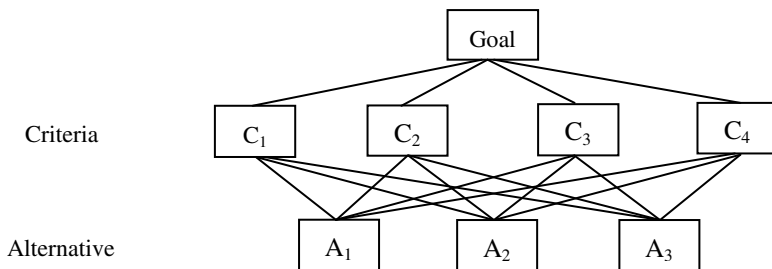 Goal
Criteria C₁ C₂ C₃ C₄
Alternative A₁ A₂ A₃